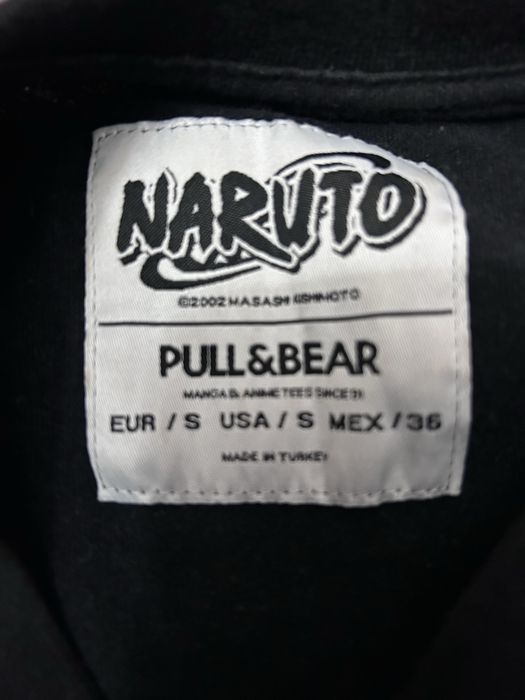 NARUTO
©2002 MASASHI KISHIMOTO
PULL&BEAR
MANGA & ANIME TEES SINCE 91
EUR / S USA / S MEX / 36
MADE IN TURKEY